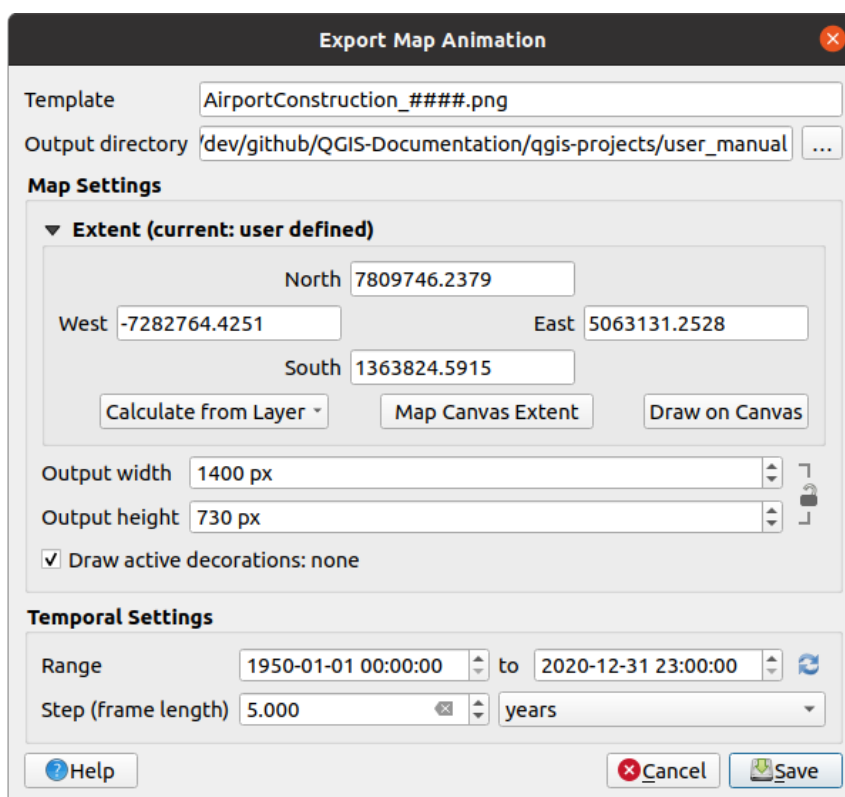 Export Map Animation
Template AirportConstruction_####.png
Output directory /dev/github/QGIS-Documentation/qgis-projects/user_manual ...
Map Settings
Extent (current: user defined)
North 7809746.2379
West -7282764.4251 East 5063131.2528
South 1363824.5915
Calculate from Layer Map Canvas Extent Draw on Canvas
Output width 1400 px
Output height 730 px
Draw active decorations: none
Temporal Settings
Range 1950-01-01 00:00:00 to 2020-12-31 23:00:00
Step (frame length) 5.000 years
Help Cancel Save